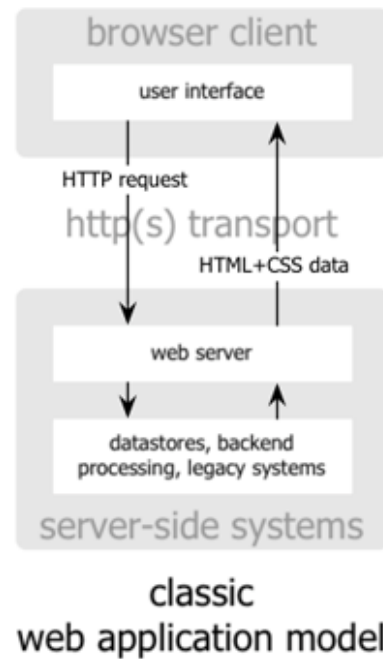 browser client
user interface
HTTP request
http(s) transport
HTML+CSS data
web server
datastores, backend
processing, legacy systems
server-side systems
classic
web application model